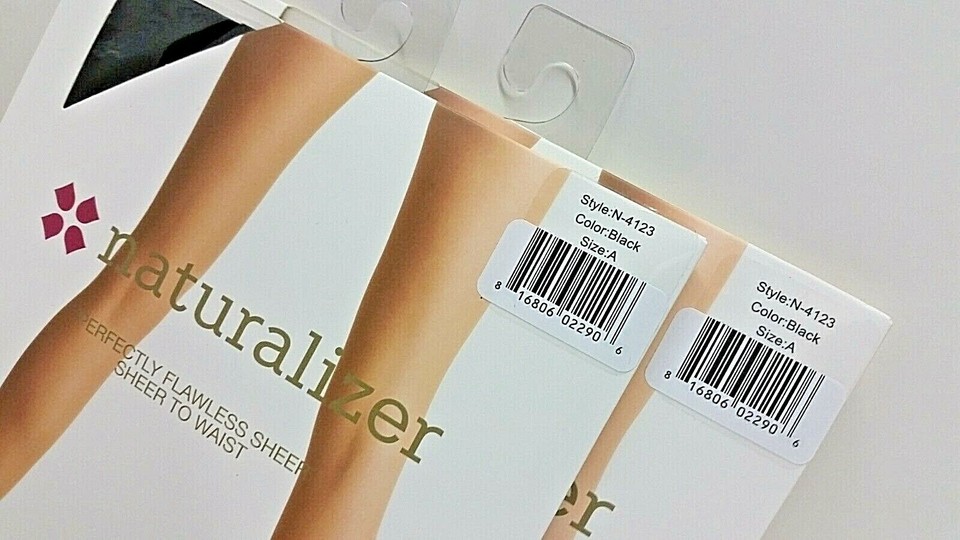 naturalizer
PERFECTLY FLAWLESS SHEER
SHEER TO WAIST
Style:N-4123
Color:Black
Size:A
8 16806 02290 6
er
Style:N-4123
Color:Black
Size:A
8 16806 02290 6